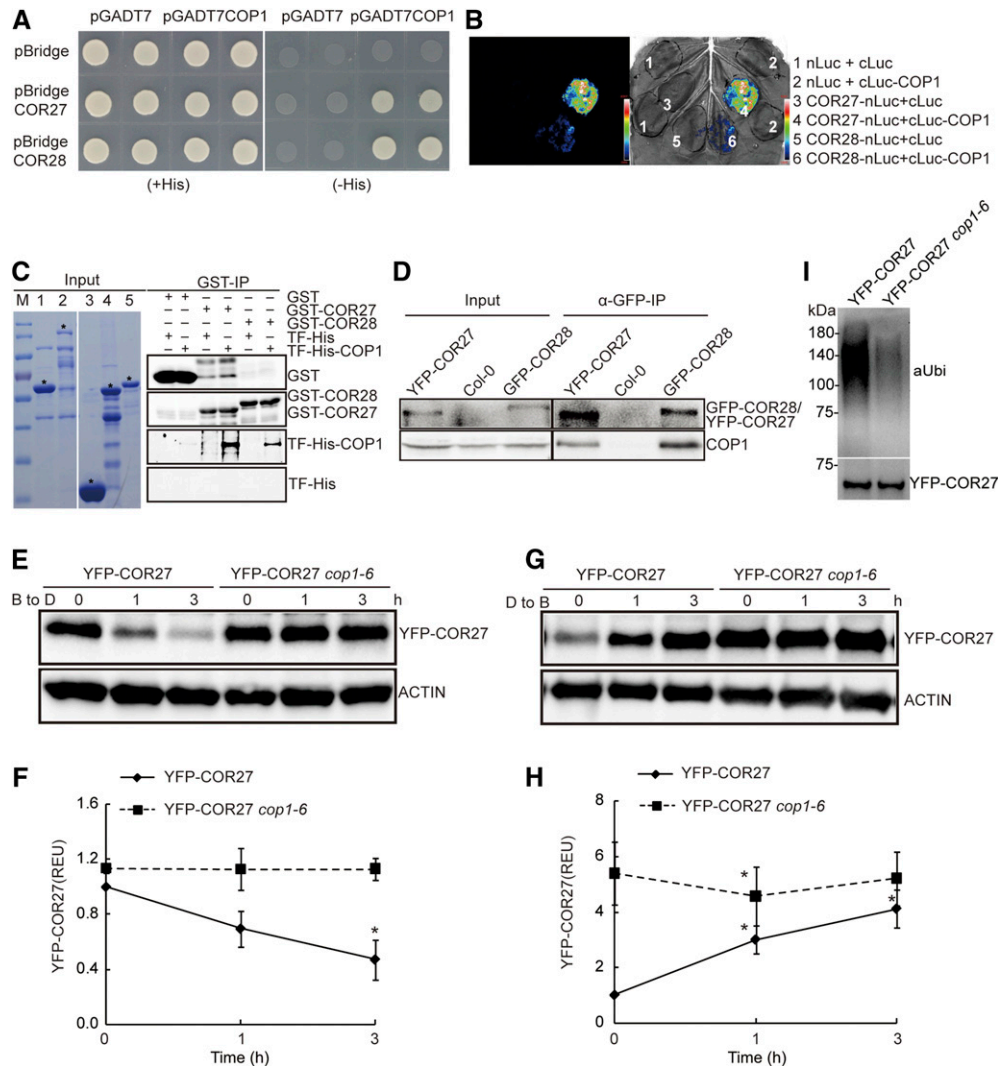 A
pGADT7 pGADT7COP1 pGADT7 pGADT7COP1
pBridge
pBridge
COR27
pBridge
COR28
(+His) (-His)
B
1 2
3 4
1 5 6 2
1 nLuc + cLuc
2 nLuc + cLuc-COP1
3 COR27-nLuc+cLuc
4 COR27-nLuc+cLuc-COP1
5 COR28-nLuc+cLuc
6 COR28-nLuc+cLuc-COP1
C
Input GST-IP
M 1 2 3 4 5
+ + − − − − GST
− − + + − − GST-COR27
− − − − + + GST-COR28
+ − + − + − TF-His
− + − + − + TF-His-COP1
* * * * *
GST
GST-COR28
GST-COR27
TF-His-COP1
TF-His
D
Input α-GFP-IP
YFP-COR27 Col-0 GFP-COR28 YFP-COR27 Col-0 GFP-COR28
GFP-COR28/
YFP-COR27
COP1
I
YFP-COR27 YFP-COR27 cop1-6
kDa
180
140
100
75
75
aUbi
YFP-COR27
E
YFP-COR27 YFP-COR27 cop1-6
B to D 0 1 3 0 1 3 h
YFP-COR27
ACTIN
G
YFP-COR27 YFP-COR27 cop1-6
D to B 0 1 3 0 1 3 h
YFP-COR27
ACTIN
F
YFP-COR27
YFP-COR27 cop1-6
YFP-COR27(REU)
1.6
1.2
0.8
0.4
0.0
*
0 1 3
Time (h)
H
YFP-COR27
YFP-COR27 cop1-6
YFP-COR27(REU)
8
6
4
2
0
* * *
0 1 3
Time (h)